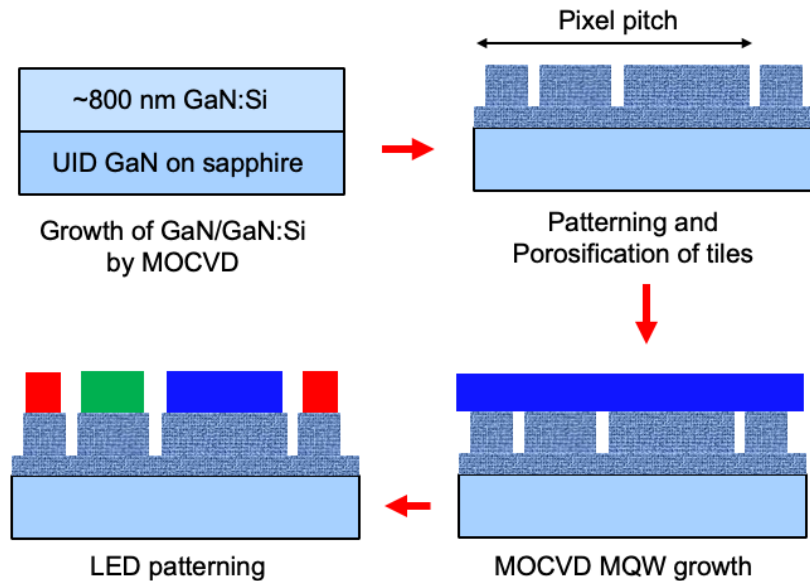 ~800 nm GaN:Si
UID GaN on sapphire
Growth of GaN/GaN:Si
by MOCVD
Pixel pitch
Patterning and
Porosification of tiles
MOCVD MQW growth
LED patterning